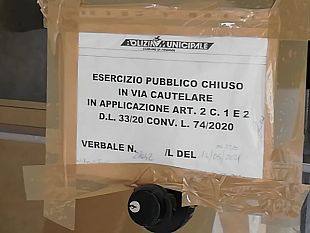 POLIZIA MUNICIPALE
ESERCIZIO PUBBLICO CHIUSO
IN VIA CAUTELARE
IN APPLICAZIONE ART. 2 C. 1 E 2
D.L. 33/20 CONV. L. 74/2020
VERBALE N. /L DEL